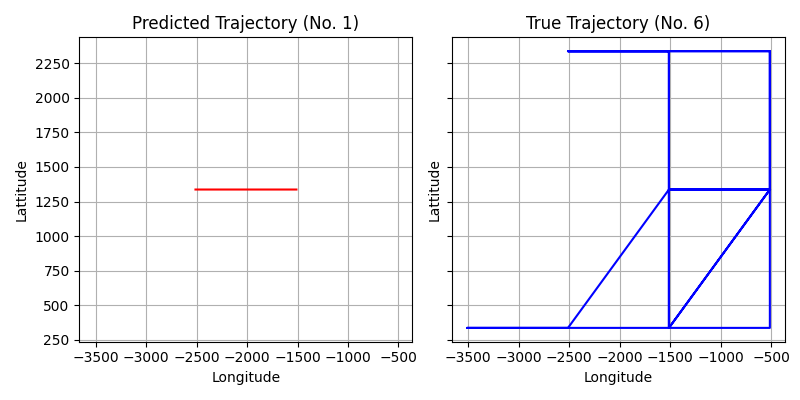 Predicted Trajectory (No. 1)
Lattitude
2250
2000
1750
1500
1250
1000
750
500
250
−3500 −3000 −2500 −2000 −1500 −1000 −500
Longitude
True Trajectory (No. 6)
Lattitude
−3500 −3000 −2500 −2000 −1500 −1000 −500
Longitude